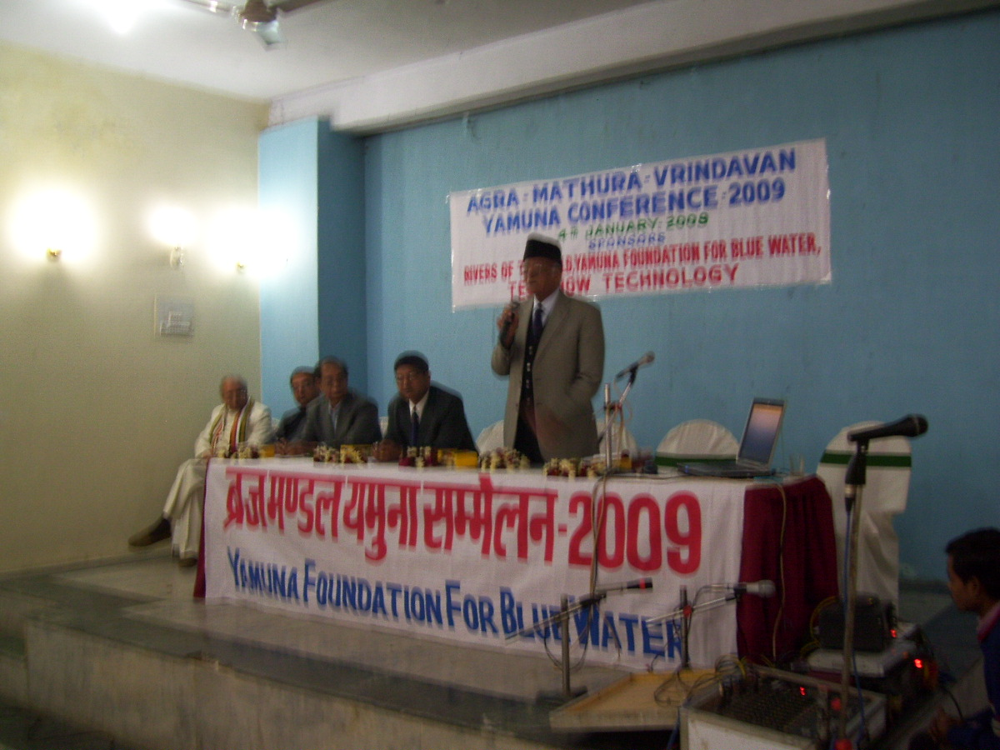 AGRA - MATHURA - VRINDAVAN
YAMUNA CONFERENCE - 2009
4TH JANUARY - 2009
SPONSORS
RIVERS OF YAMUNA FOUNDATION FOR BLUE WATER,
TECHNOLOGY
ब्रजमण्डल यमुना सम्मेलन-2009
YAMUNA FOUNDATION FOR BLUE WATER